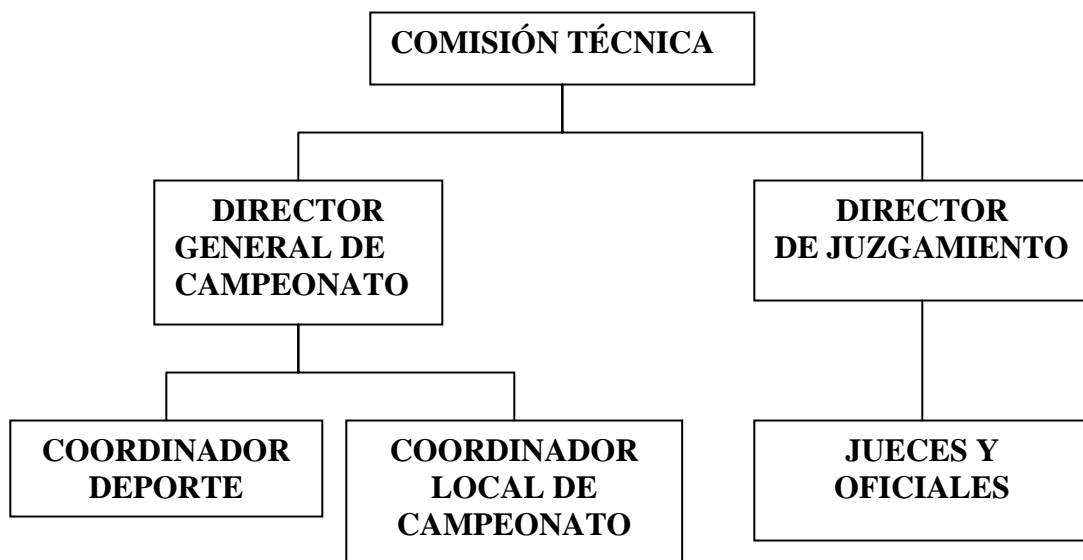 COMISIÓN TÉCNICA
DIRECTOR
GENERAL DE
CAMPEONATO
DIRECTOR
DE JUZGAMIENTO
COORDINADOR
DEPORTE
COORDINADOR
LOCAL DE
CAMPEONATO
JUECES Y
OFICIALES